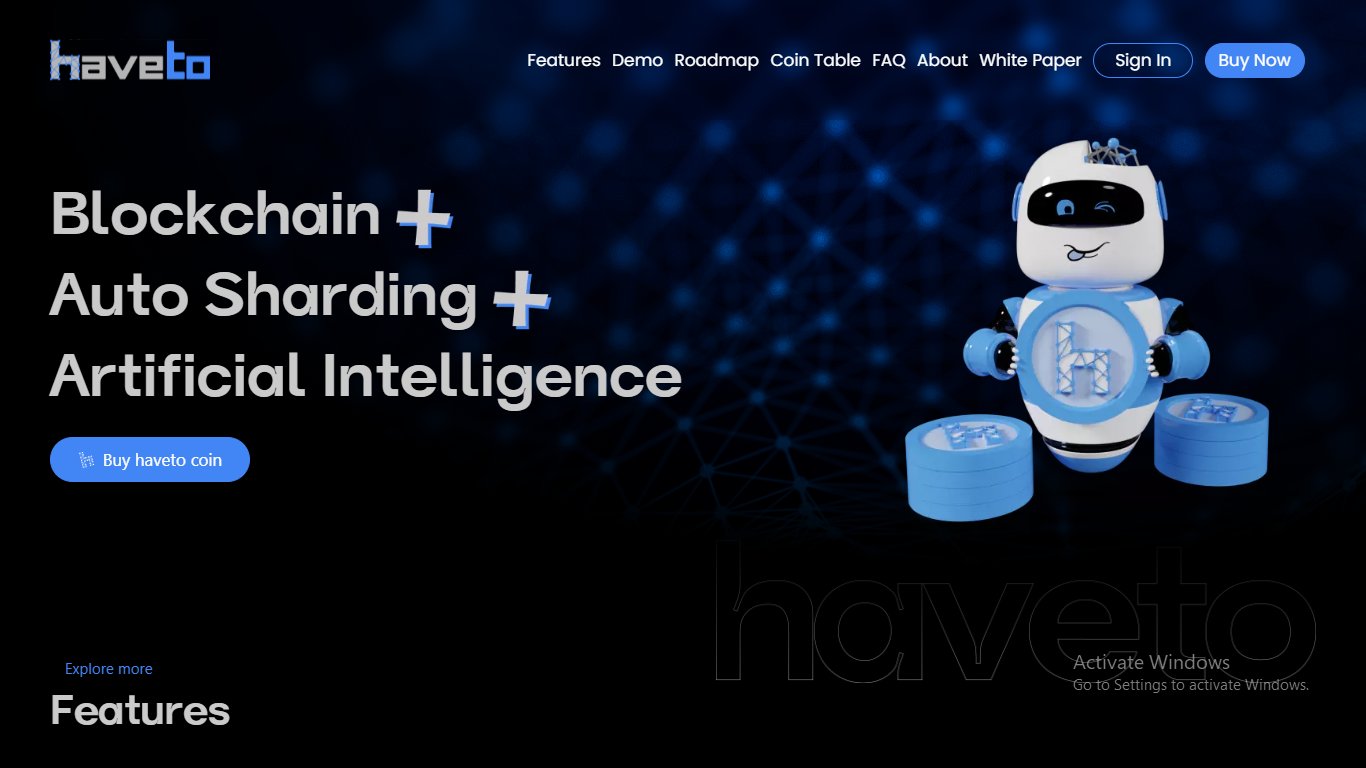 haveto
Features Demo Roadmap Coin Table FAQ About White Paper Sign In Buy Now
Blockchain +
Auto Sharding +
Artificial Intelligence
h
Buy haveto coin
haveto
Activate Windows
Go to Settings to activate Windows.
Explore more
Features